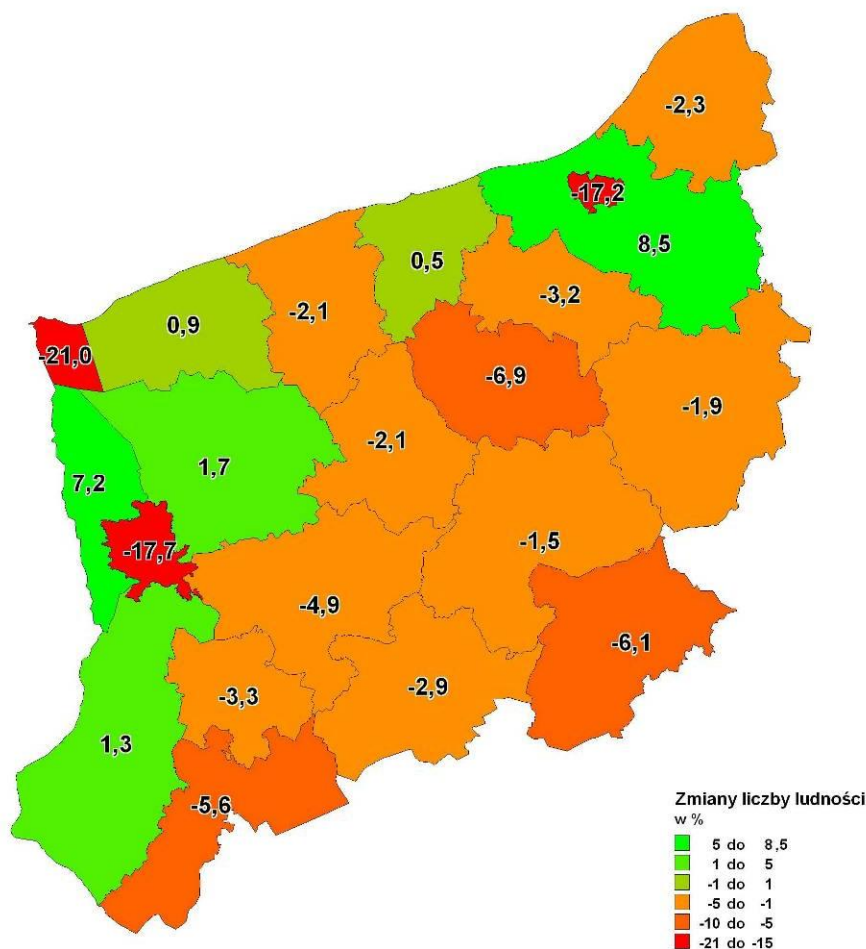 -2,3
-17,2
8,5
0,5
-3,2
-2,1
0,9
-21,0
-6,9
-1,9
-2,1
1,7
7,2
-17,7
-1,5
-4,9
-6,1
-2,9
-3,3
1,3
-5,6
Zmiany liczby ludności
w %
5 do 8,5
1 do 5
-1 do 1
-5 do -1
-10 do -5
-21 do -15